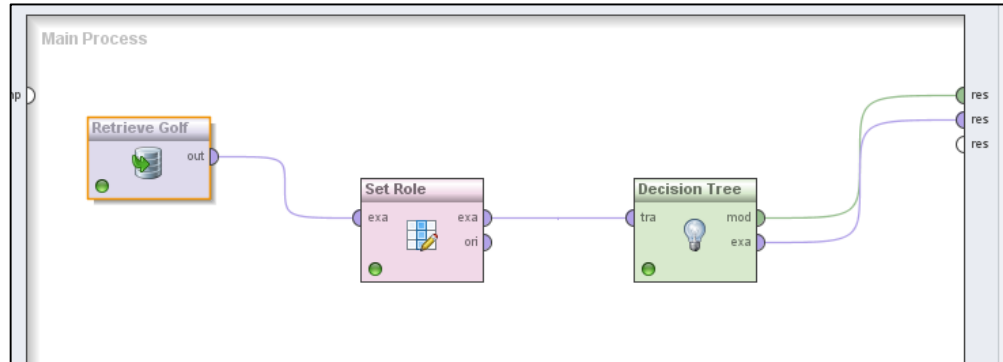 Main Process
np
res
res
res
Retrieve Golf
out
Set Role
exa
exa
ori
Decision Tree
tra
mod
exa